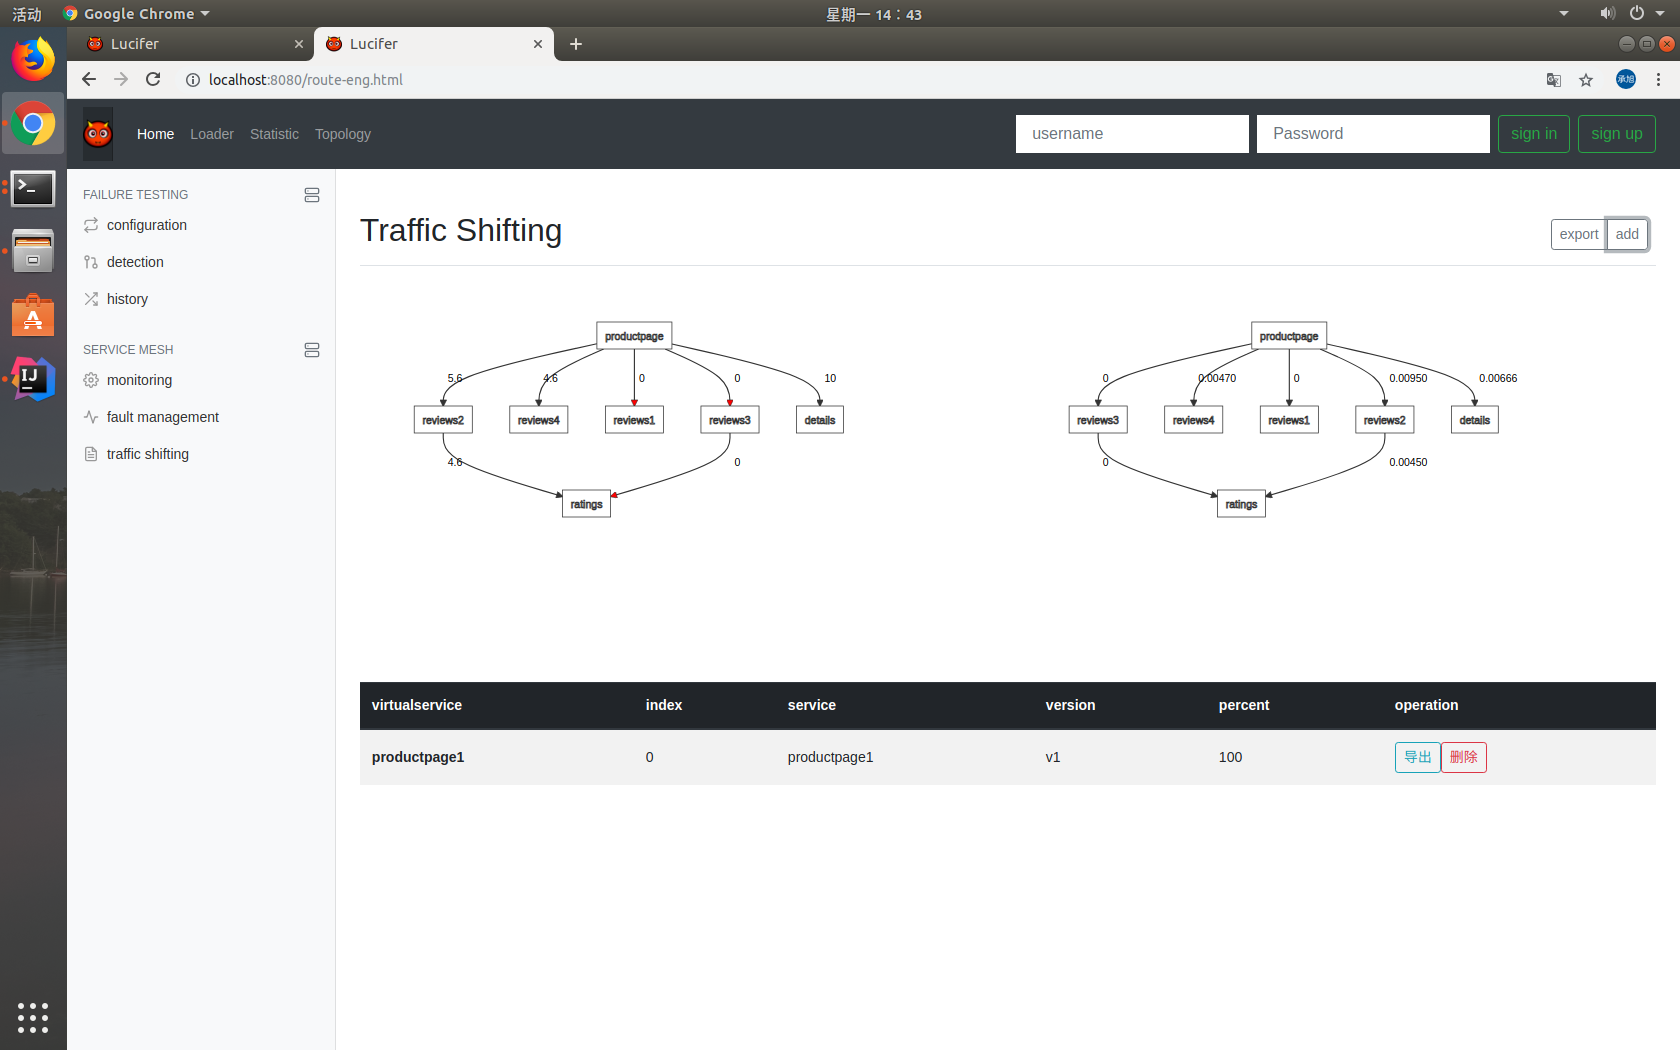 活动 Google Chrome 星期一 14：43
Lucifer Lucifer
localhost:8080/route-eng.html 承旭
Home Loader Statistic Topology username Password sign in sign up
FAILURE TESTING
configuration
detection
history
SERVICE MESH
monitoring
fault management
traffic shifting
Traffic Shifting export add
productpage
5.6 4.6 0 0 10
reviews2 reviews4 reviews1 reviews3 details
4.6 0
ratings
productpage
0 0.00470 0 0.00950 0.00666
reviews3 reviews4 reviews1 reviews2 details
0 0.00450
ratings
virtualservice index service version percent operation
productpage1 0 productpage1 v1 100 导出 删除
IJ